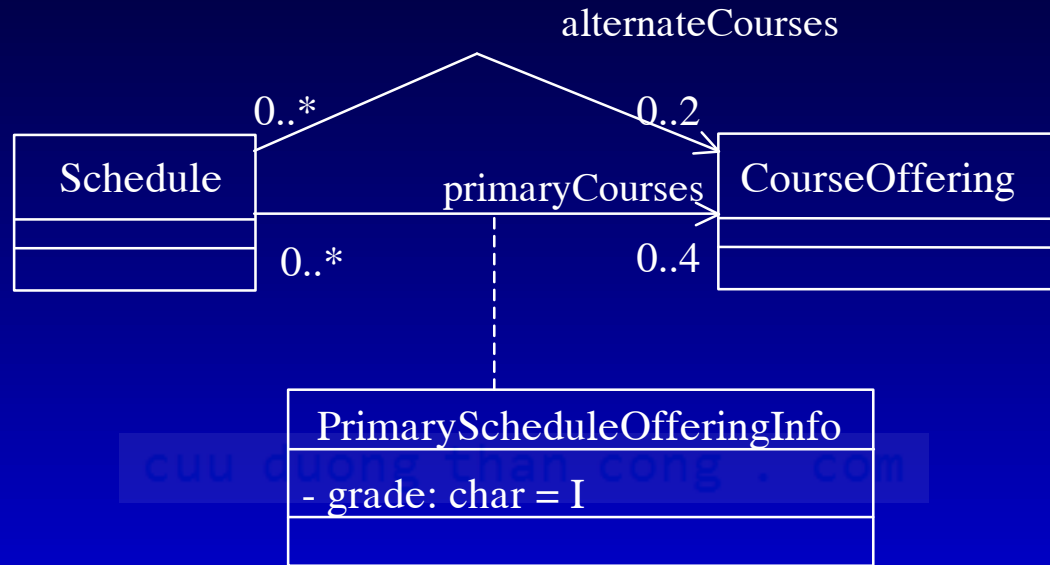 alternateCourses
0..*
0..2
Schedule
primaryCourses
CourseOffering
0..*
0..4
PrimaryScheduleOfferingInfo
cuu duong than cong . com
- grade: char = I